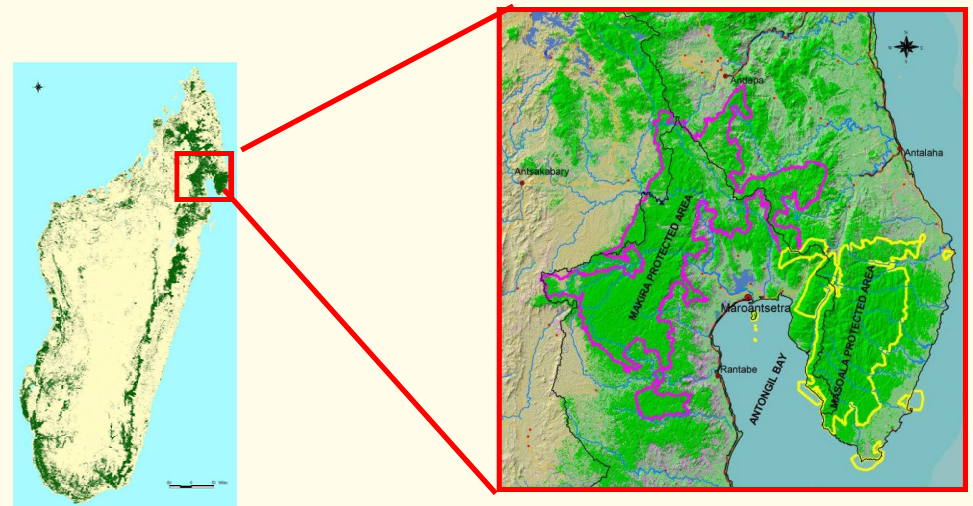 Andapa
Antalaha
Antsakabary
MAKIRA PROTECTED AREA
MASOALA PROTECTED AREA
Maroantsetra
Rantabe
ANTONGIL BAY